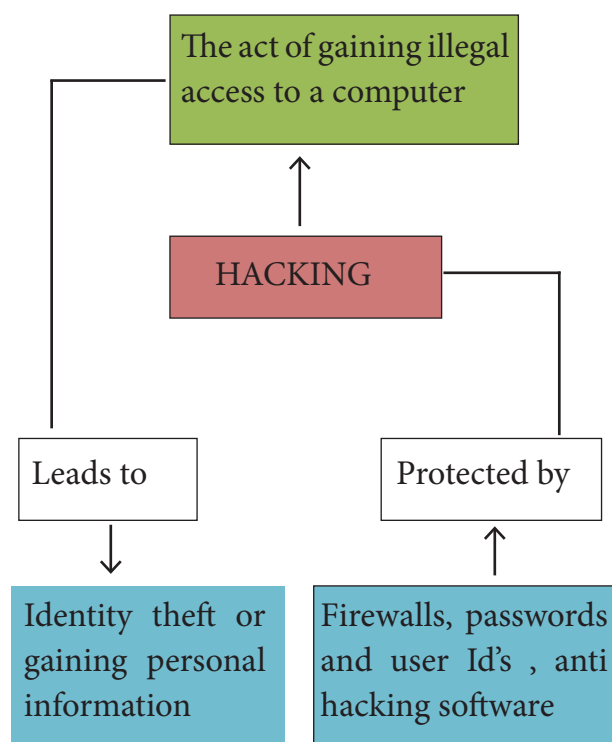 The act of gaining illegal
access to a computer
HACKING
Leads to
Protected by
Identity theft or
gaining personal
information
Firewalls, passwords
and user Id's , anti
hacking software